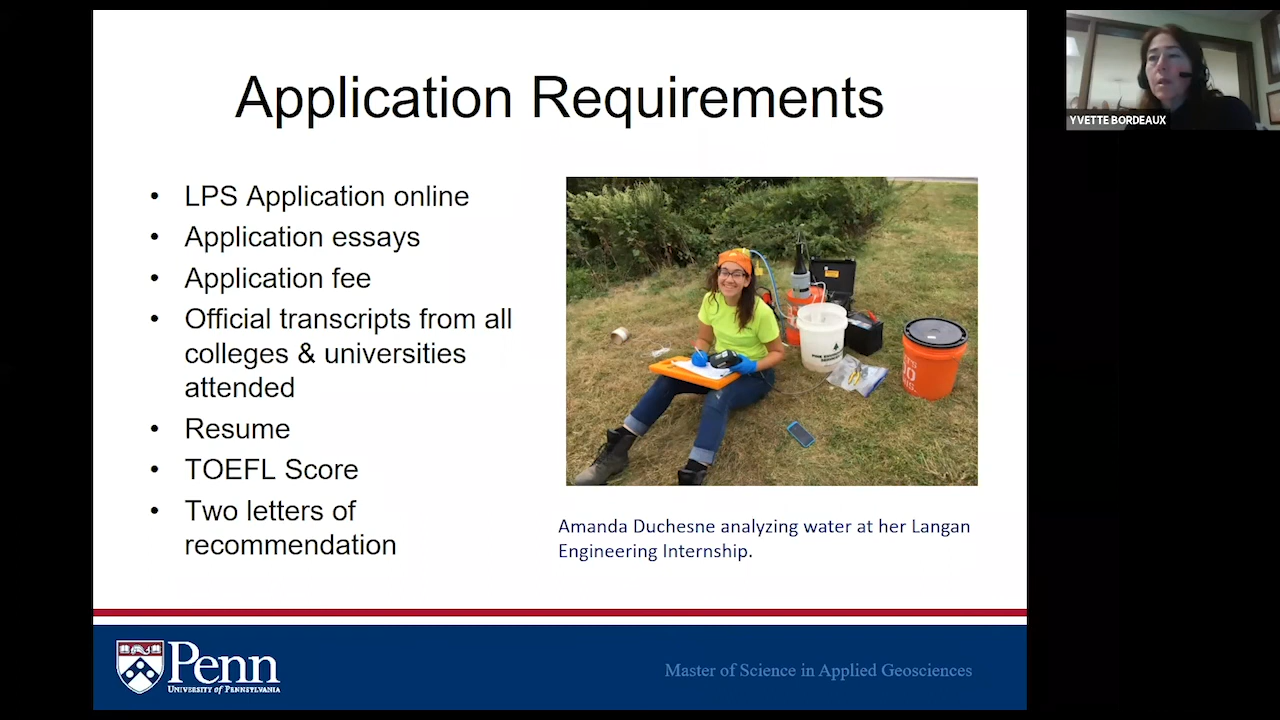 Application Requirements
YVETTE BORDEAUX
• LPS Application online
• Application essays
• Application fee
• Official transcripts from all
colleges & universities
attended
• Resume
• TOEFL Score
• Two letters of
recommendation
Amanda Duchesne analyzing water at her Langan
Engineering Internship.
Penn
UNIVERSITY of PENNSYLVANIA
Master of Science in Applied Geosciences